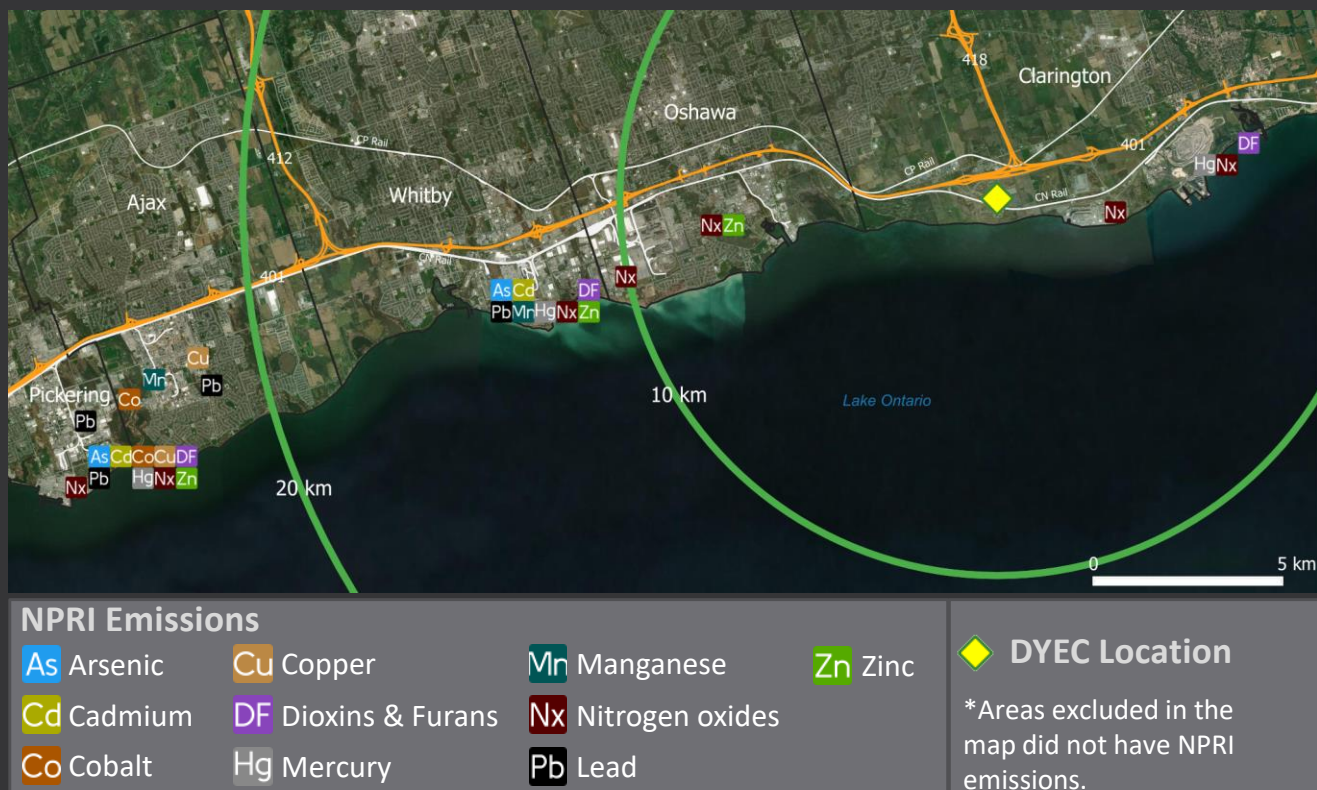 418
Clarington
Oshawa
CP Rail
401
DF
412
Whitby
CP Rail
Hg Nx
Ajax
CN Rail
Nx
Nx Zn
CN Rail
401
Nx
As Cd DF
Pb Mn Hg Nx Zn
Cu
Mn Pb
Pickering
Co
10 km
Lake Ontario
Pb
As Cd Co Cu DF
Nx Pb Hg Nx Zn
20 km
0 5 km
NPRI Emissions
As Arsenic
Cu Copper
Mn Manganese
Zn Zinc
Cd Cadmium
DF Dioxins & Furans
Nx Nitrogen oxides
Co Cobalt
Hg Mercury
Pb Lead
DYEC Location
*Areas excluded in the
map did not have NPRI
emissions.